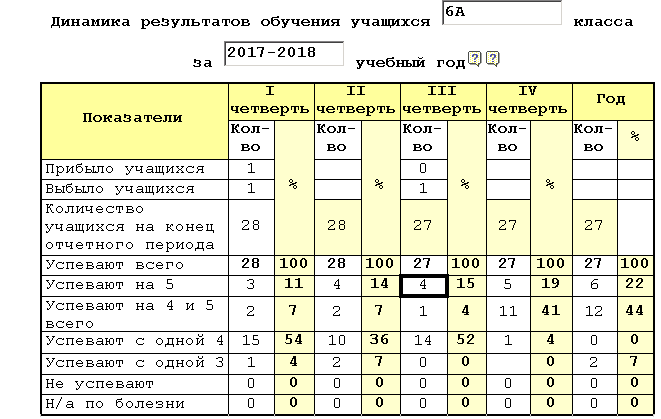 Динамика результатов обучения учащихся 6А класса
за 2017-2018 учебный год
Показатели I четверть II четверть III четверть IV четверть Год
Кол-во % Кол-во % Кол-во % Кол-во % Кол-во %
Прибыло учащихся 1 0
Выбыло учащихся 1 1
Количество учащихся на конец отчетного периода 28 28 27 27 27
Успевают всего 28 100 28 100 27 100 27 100 27 100
Успевают на 5 3 11 4 14 4 15 5 19 6 22
Успевают на 4 и 5 всего 2 7 2 7 1 4 11 41 12 44
Успевают с одной 4 15 54 10 36 14 52 1 4 0 0
Успевают с одной 3 1 4 2 7 0 0 0 2 7
Не успевают 0 0 0 0 0 0 0 0 0 0
Н/а по болезни 0 0 0 0 0 0 0 0 0 0